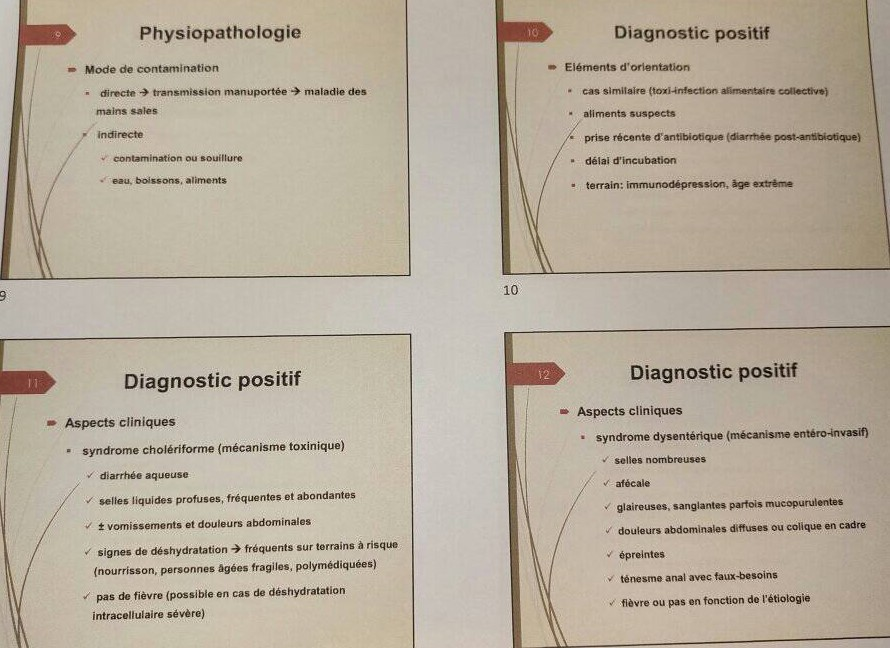 9
Physiopathologie
Mode de contamination
directe → transmission manuportée → maladie des
mains sales
indirecte
✓ contamination ou souillure
✓ eau, boissons, aliments
9
10
Diagnostic positif
Eléments d'orientation
cas similaire (toxi-infection alimentaire collective)
aliments suspects
prise récente d'antibiotique (diarrhée post-antibiotique)
délai d'incubation
terrain: immunodépression, âge extrême
10
11
Diagnostic positif
Aspects cliniques
syndrome cholériforme (mécanisme toxinique)
✓ diarrhée aqueuse
✓ selles liquides profuses, fréquentes et abondantes
✓ ± vomissements et douleurs abdominales
✓ signes de déshydratation → fréquents sur terrains à risque
(nourrisson, personnes âgées fragiles, polymédiquées)
✓ pas de fièvre (possible en cas de déshydratation
intracellulaire sévère)
12
Diagnostic positif
Aspects cliniques
syndrome dysentérique (mécanisme entéro-invasif)
✓ selles nombreuses
✓ afécale
✓ glaireuses, sanglantes parfois mucopurulentes
✓ douleurs abdominales diffuses ou colique en cadre
✓ épreintes
✓ ténesme anal avec faux-besoins
✓ fièvre ou pas en fonction de l'étiologie